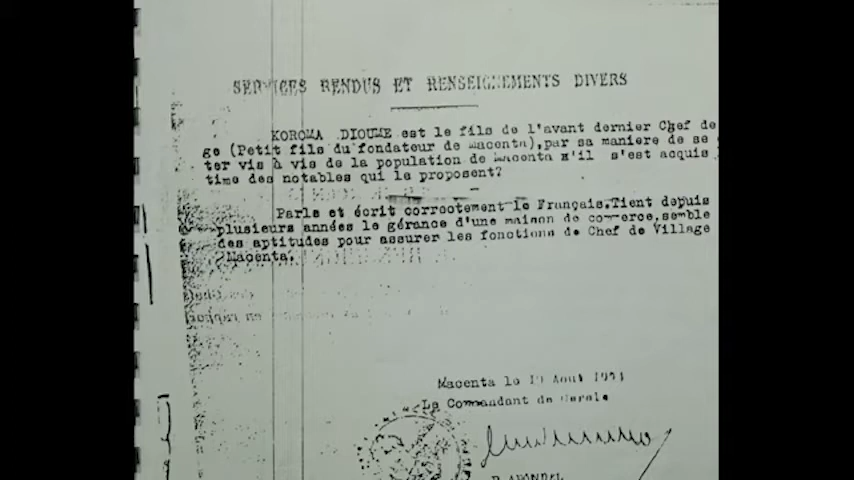 SERVICES RENDUS ET RENSEIGNEMENTS DIVERS
KOROMA DIOUME est le fils de l'avant dernier Chef de
ge (Petit fils du fondateur de Macenta),par sa maniere de se
ter vis à vis de la population de Macenta n'il s'est acquis
time des notables qui le proposent?
Parle et écrit correctement le Français.Tient depuis
plusieurs années le gérance d'une maison de commerce,semble
des aptitudes pour assurer les fonctions de Chef de Village
Macenta.
Macenta le Aout
Le Commandant de Cercle